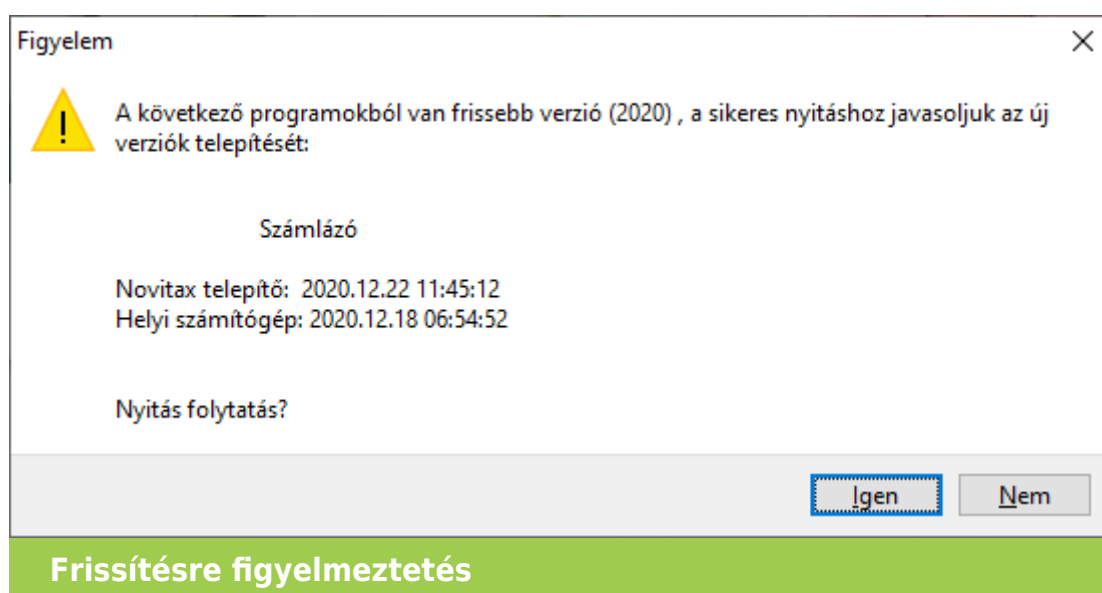 Figyelem
A következő programokból van frissebb verzió (2020) , a sikeres nyitáshoz javasoljuk az új
verziók telepítését:
Számlázó
Novitax telepítő: 2020.12.22 11:45:12
Helyi számítógép: 2020.12.18 06:54:52
Nyitás folytatás?
Igen
Nem
Frissítésre figyelmeztetés